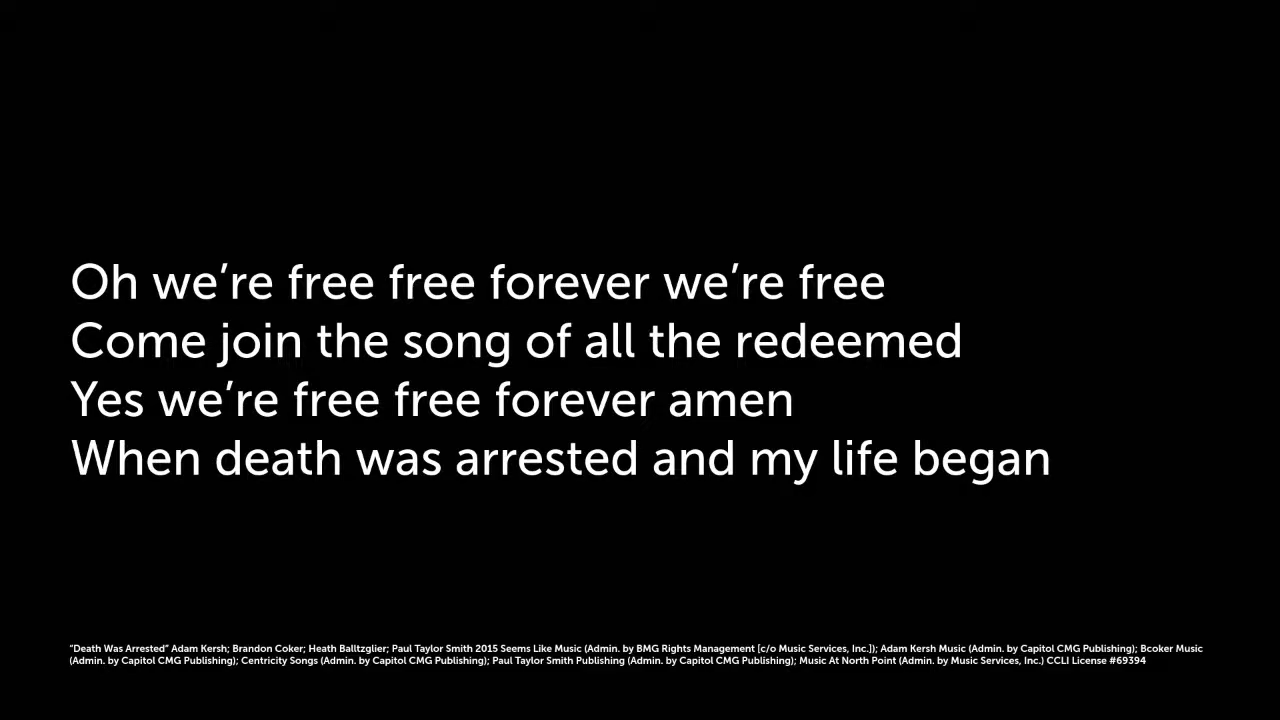 Oh we’re free free forever we’re free
Come join the song of all the redeemed
Yes we’re free free forever amen
When death was arrested and my life began
“Death Was Arrested” Adam Kersh; Brandon Coker; Heath Balltzglier; Paul Taylor Smith 2015 Seems Like Music (Admin. by BMG Rights Management [c/o Music Services, Inc.]); Adam Kersh Music (Admin. by Capitol CMG Publishing); Bcoker Music
(Admin. by Capitol CMG Publishing); Centricity Songs (Admin. by Capitol CMG Publishing); Paul Taylor Smith Publishing (Admin. by Capitol CMG Publishing); Music At North Point (Admin. by Music Services, Inc.) CCLI License #69394